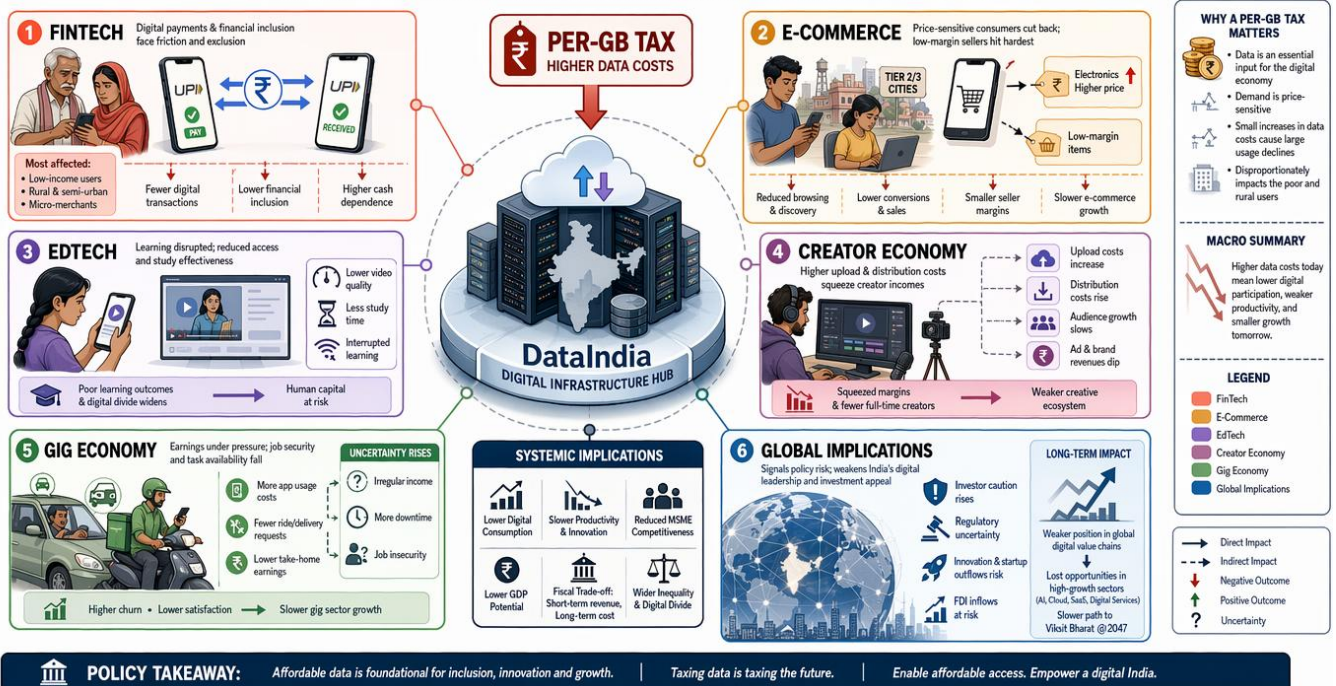 PER-GB TAX
HIGHER DATA COSTS
1 FINTECH
Digital payments & financial inclusion
face friction and exclusion
UPI
PAY
₹
UPI
RECEIVED
Most affected:
• Low-income users
• Rural & semi-urban
• Micro-merchants
Fewer digital
transactions
Lower financial
inclusion
Higher cash
dependence
2 E-COMMERCE
Price-sensitive consumers cut back;
low-margin sellers hit hardest
TIER 2/3
CITIES
₹
Electronics
Higher price
Low-margin
items
Reduced browsing
& discovery
Lower conversions
& sales
Smaller seller
margins
Slower e-commerce
growth
3 EDTECH
Learning disrupted; reduced access
and study effectiveness
Lower video
quality
Less study
time
Interrupted
learning
Poor learning outcomes
& digital divide widens
Human capital
at risk
DataIndia
DIGITAL INFRASTRUCTURE HUB
4 CREATOR ECONOMY
Higher upload & distribution costs
squeeze creator incomes
Upload costs
increase
Distribution
costs rise
Audience growth
slows
₹
Ad & brand
revenues dip
Squeezed margins
& fewer full-time creators
Weaker creative
ecosystem
5 GIG ECONOMY
Earnings under pressure; job security
and task availability fall
More app usage
costs
Fewer ride/delivery
requests
₹
Lower take-home
earnings
UNCERTAINTY RISES
?
Irregular income
More downtime
?
Job insecurity
Higher churn • Lower satisfaction
Slower gig sector growth
SYSTEMIC IMPLICATIONS
Lower Digital
Consumption
Slower Productivity
& Innovation
Reduced MSME
Competitiveness
₹
Lower GDP
Potential
Fiscal Trade-off:
Short-term revenue,
Long-term cost
Wider Inequality
& Digital Divide
6 GLOBAL IMPLICATIONS
Signals policy risk; weakens India's digital
leadership and investment appeal
Investor caution
rises
Regulatory
uncertainty
Innovation & startup
outflows risk
FDI inflows
at risk
LONG-TERM IMPACT
Weaker position in global
digital value chains
Lost opportunities in
high-growth sectors
(AI, Cloud, SaaS, Digital Services)
Slower path to
Viksit Bharat @2047
WHY A PER-GB TAX
MATTERS
• Data is an essential
input for the digital
economy
• Demand is price-
sensitive
• Small increases in data
costs cause large
usage declines
• Disproportionately
impacts the poor and
rural users
MACRO SUMMARY
Higher data costs today
mean lower digital
participation, weaker
productivity, and
smaller growth
tomorrow.
LEGEND
FinTech
E-Commerce
EdTech
Creator Economy
Gig Economy
Global Implications
Direct Impact
Indirect Impact
Negative Outcome
Positive Outcome
? Uncertainty
POLICY TAKEAWAY: Affordable data is foundational for inclusion, innovation and growth. | Taxing data is taxing the future. | Enable affordable access. Empower a digital India.